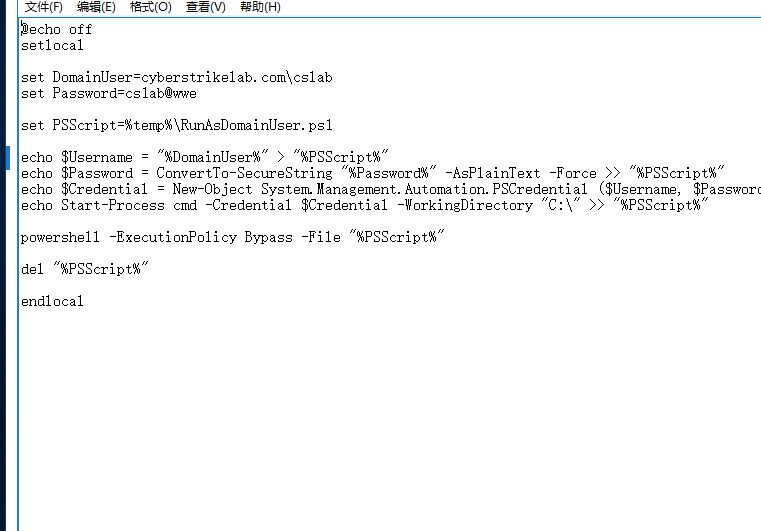 文件(F) 编辑(E) 格式(O) 查看(V) 帮助(H)
@echo off
setlocal
set DomainUser=cyberstrikelab.com\cslab
set Password=cslab@wwe
set PSScript=%temp%\RunAsDomainUser.ps1
echo $Username = "%DomainUser%" > "%PSScript%"
echo $Password = ConvertTo-SecureString "%Password%" -AsPlainText -Force >> "%PSScript%"
echo $Credential = New-Object System.Management.Automation.PSCredential ($Username, $Password
echo Start-Process cmd -Credential $Credential -WorkingDirectory "C:\" >> "%PSScript%"
powershell -ExecutionPolicy Bypass -File "%PSScript%"
del "%PSScript%"
endlocal